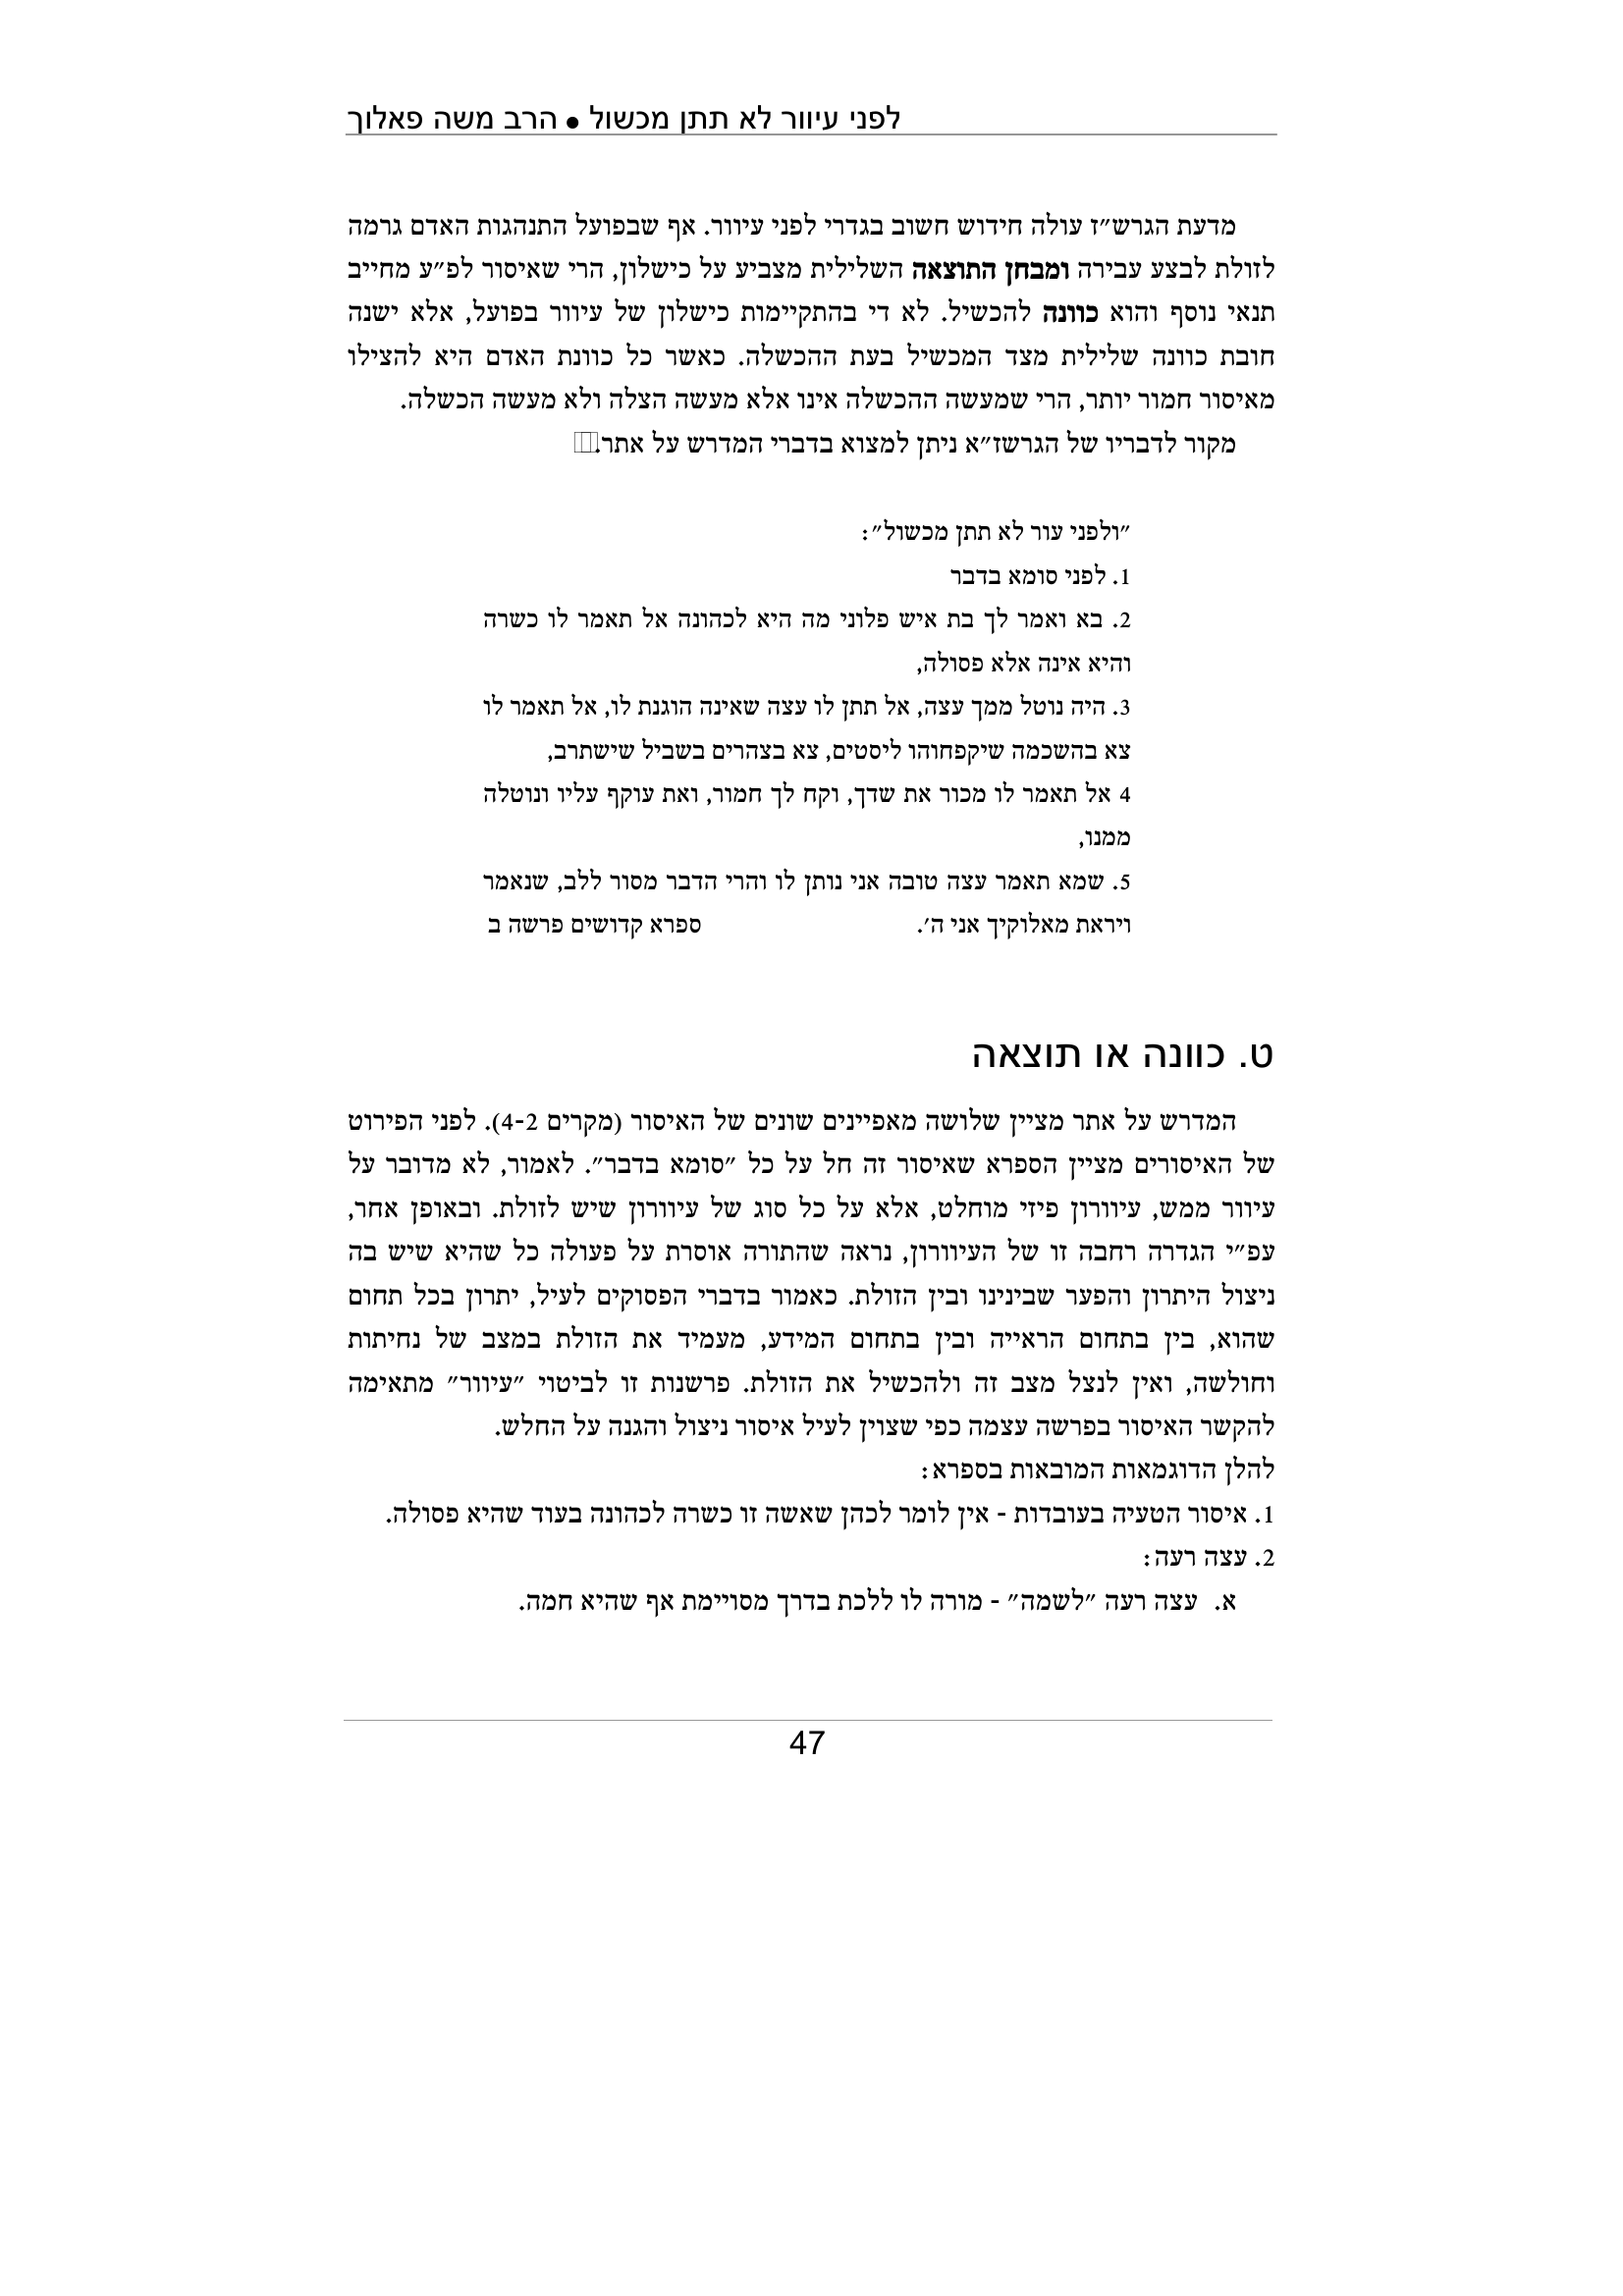 לפני עיוור לא תתן מכשול ● הרב משה פאלוך
מדעת הגרש״ז עולה חידוש חשוב בגדרי לפני עיוור. אף שבפועל התנהגות האדם גרמה
לזולת לבצע עבירה ומבחן התוצאה השלילית מצביע על כישלון, הרי שאיסור לפ״ע מחייב
תנאי נוסף והוא כוונה להכשיל. לא די בהתקיימות כישלון של עיוור בפועל, אלא ישנה
חובת כוונה שלילית מצד המכשיל בעת ההכשלה. כאשר כל כוונת האדם היא להצילו
מאיסור חמור יותר, הרי שמעשה ההכשלה אינו אלא מעשה הצלה ולא מעשה הכשלה.
מקור לדבריו של הגרשז״א ניתן למצוא בדברי המדרש על אתר.
״ולפני עור לא תתן מכשול״:
1. לפני סומא בדבר
2. בא ואמר לך בת איש פלוני מה היא לכהונה אל תאמר לו כשרה
והיא אינה אלא פסולה,
3. היה נוטל ממך עצה, אל תתן לו עצה שאינה הוגנת לו, אל תאמר לו
צא בהשכמה שיקפחוהו ליסטים, צא בצהרים בשביל שישתרב,
4 אל תאמר לו מכור את שדך, וקח לך חמור, ואת עוקף עליו ונוטלה
ממנו,
5. שמא תאמר עצה טובה אני נותן לו והרי הדבר מסור ללב, שנאמר
ויראת מאלוקיך אני ה׳. ספרא קדושים פרשה ב
ט. כוונה או תוצאה
המדרש על אתר מציין שלושה מאפיינים שונים של האיסור (מקרים 4-2). לפני הפירוט
של האיסורים מציין הספרא שאיסור זה חל על כל ״סומא בדבר״. לאמור, לא מדובר על
עיוור ממש, עיוורון פיזי מוחלט, אלא על כל סוג של עיוורון שיש לזולת. ובאופן אחר,
עפ״י הגדרה רחבה זו של העיוורון, נראה שהתורה אוסרת על פעולה כל שהיא שיש בה
ניצול היתרון והפער שבינינו ובין הזולת. כאמור בדברי הפסוקים לעיל, יתרון בכל תחום
שהוא, בין בתחום הראייה ובין בתחום המידע, מעמיד את הזולת במצב של נחיתות
וחולשה, ואין לנצל מצב זה ולהכשיל את הזולת. פרשנות זו לביטוי ״עיוור״ מתאימה
להקשר האיסור בפרשה עצמה כפי שצוין לעיל איסור ניצול והגנה על החלש.
להלן הדוגמאות המובאות בספרא:
1. איסור הטעיה בעובדות - אין לומר לכהן שאשה זו כשרה לכהונה בעוד שהיא פסולה.
2. עצה רעה:
א. עצה רעה ״לשמה״ - מורה לו ללכת בדרך מסויימת אף שהיא חמה.
47